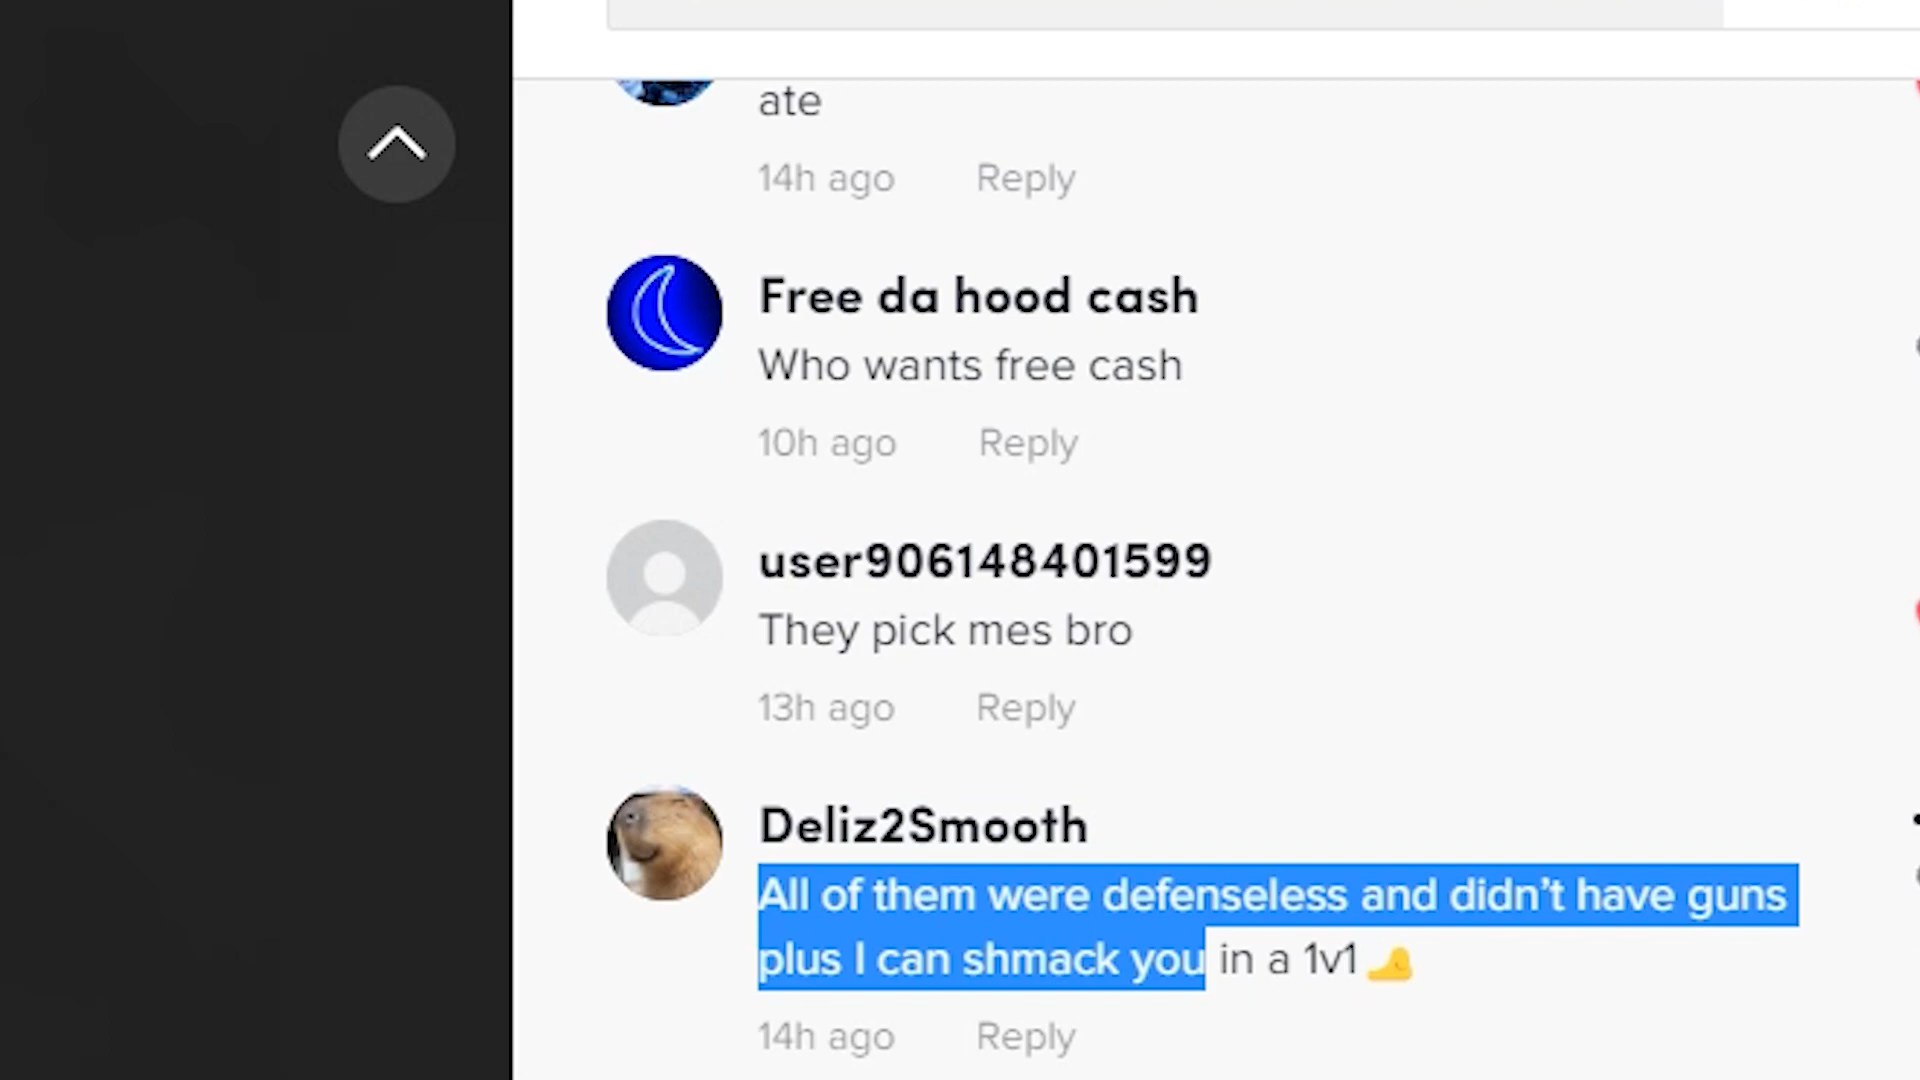 ate
14h ago Reply
Free da hood cash
Who wants free cash
10h ago Reply
user906148401599
They pick mes bro
13h ago Reply
Deliz2Smooth
All of them were defenseless and didn't have guns
plus I can shmack you in a 1v1 🫸
14h ago Reply